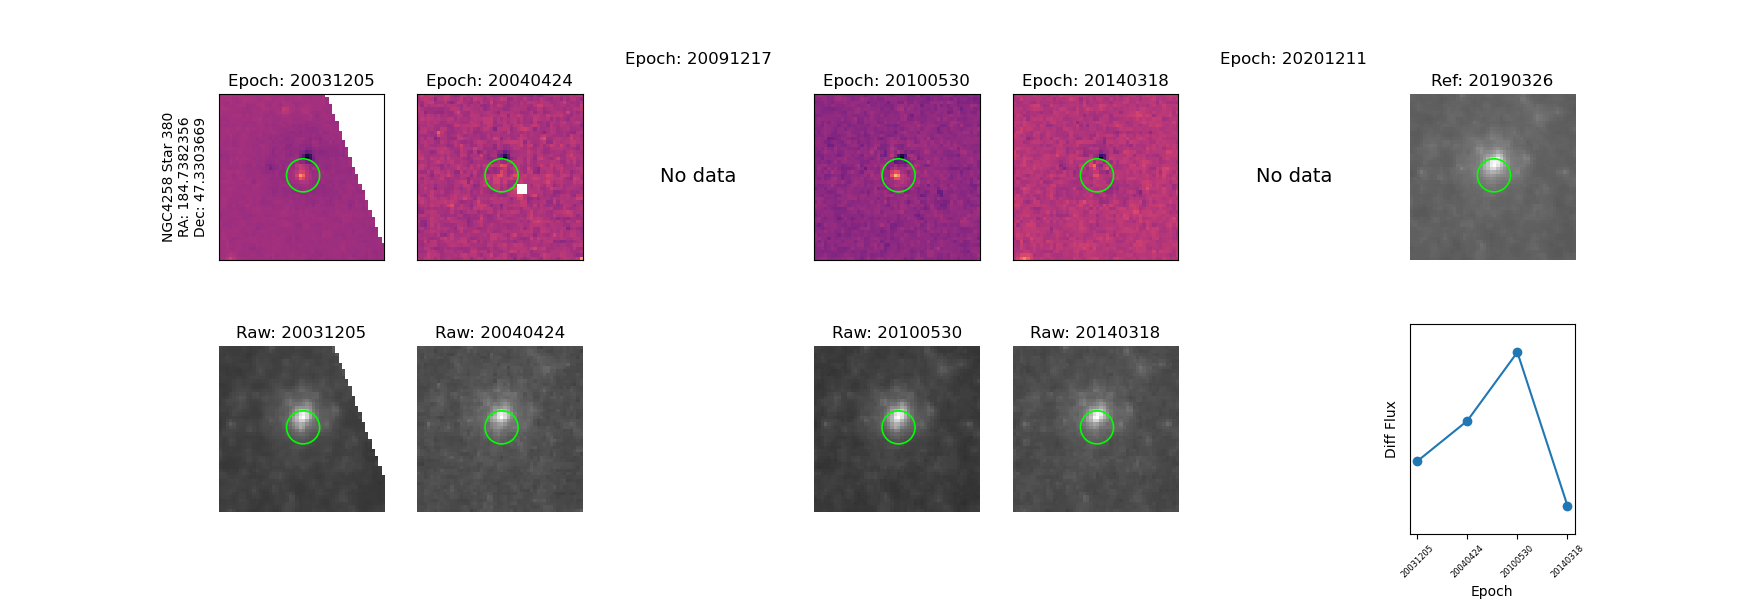 Epoch: 20091217
Epoch: 20201211
Epoch: 20031205
Epoch: 20040424
Epoch: 20100530
Epoch: 20140318
Ref: 20190326
NGC4258 Star 380
RA: 184.7382356
Dec: 47.3303669
No data
No data
Raw: 20031205
Raw: 20040424
Raw: 20100530
Raw: 20140318
Diff Flux
20031205
20040424
20100530
20140318
Epoch